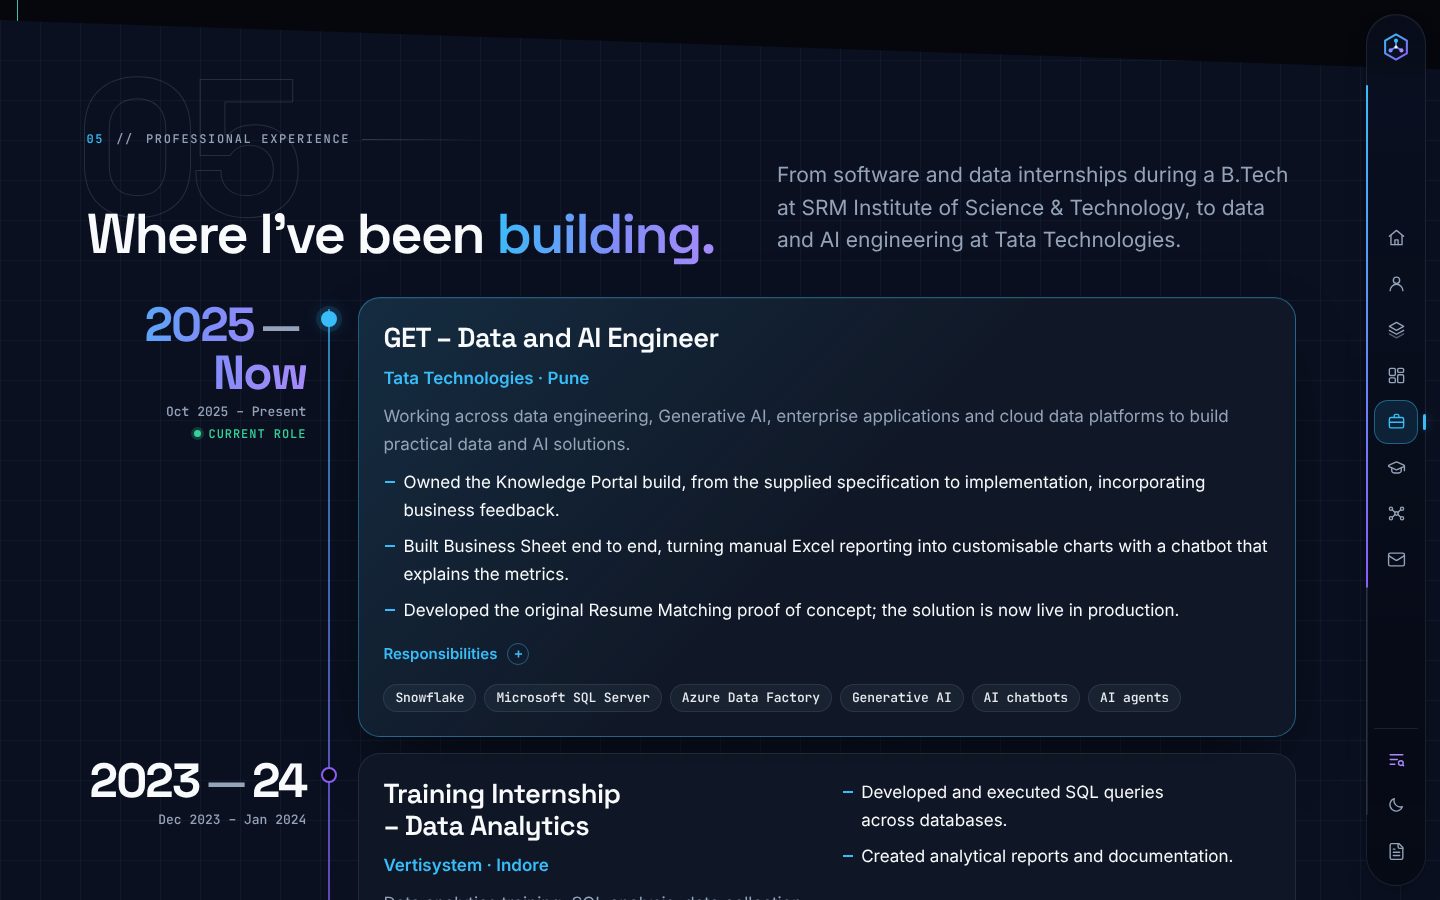 05
05 // PROFESSIONAL EXPERIENCE
Where I've been building.
From software and data internships during a B.Tech
at SRM Institute of Science & Technology, to data
and AI engineering at Tata Technologies.
2025 —
Now
Oct 2025 – Present
CURRENT ROLE
GET – Data and AI Engineer
Tata Technologies · Pune
Working across data engineering, Generative AI, enterprise applications and cloud data platforms to build
practical data and AI solutions.
– Owned the Knowledge Portal build, from the supplied specification to implementation, incorporating
business feedback.
– Built Business Sheet end to end, turning manual Excel reporting into customisable charts with a chatbot that
explains the metrics.
– Developed the original Resume Matching proof of concept; the solution is now live in production.
Responsibilities +
Snowflake Microsoft SQL Server Azure Data Factory Generative AI AI chatbots AI agents
2023 — 24
Dec 2023 – Jan 2024
Training Internship
– Data Analytics
Vertisystem · Indore
– Developed and executed SQL queries
across databases.
– Created analytical reports and documentation.